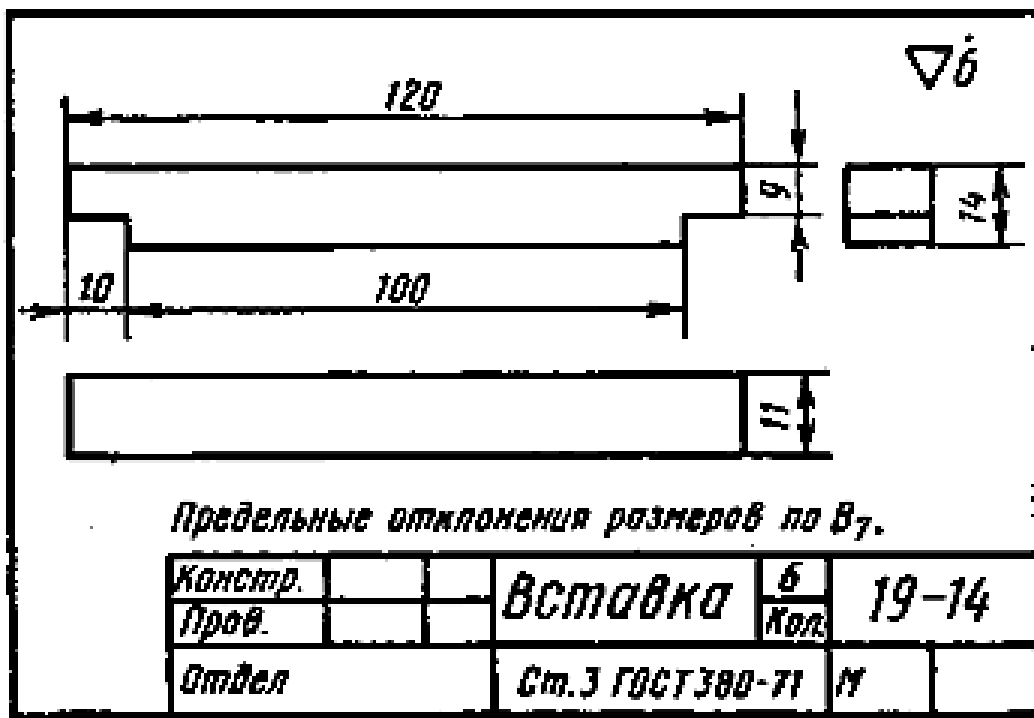 ▽6
120
9
14
10
100
11
Предельные отклонения размеров по В₇.
Констр.
Вставка
6
19-14
Пров.
Кол.
Отдел
Ст.3 ГОСТ 380-71
М